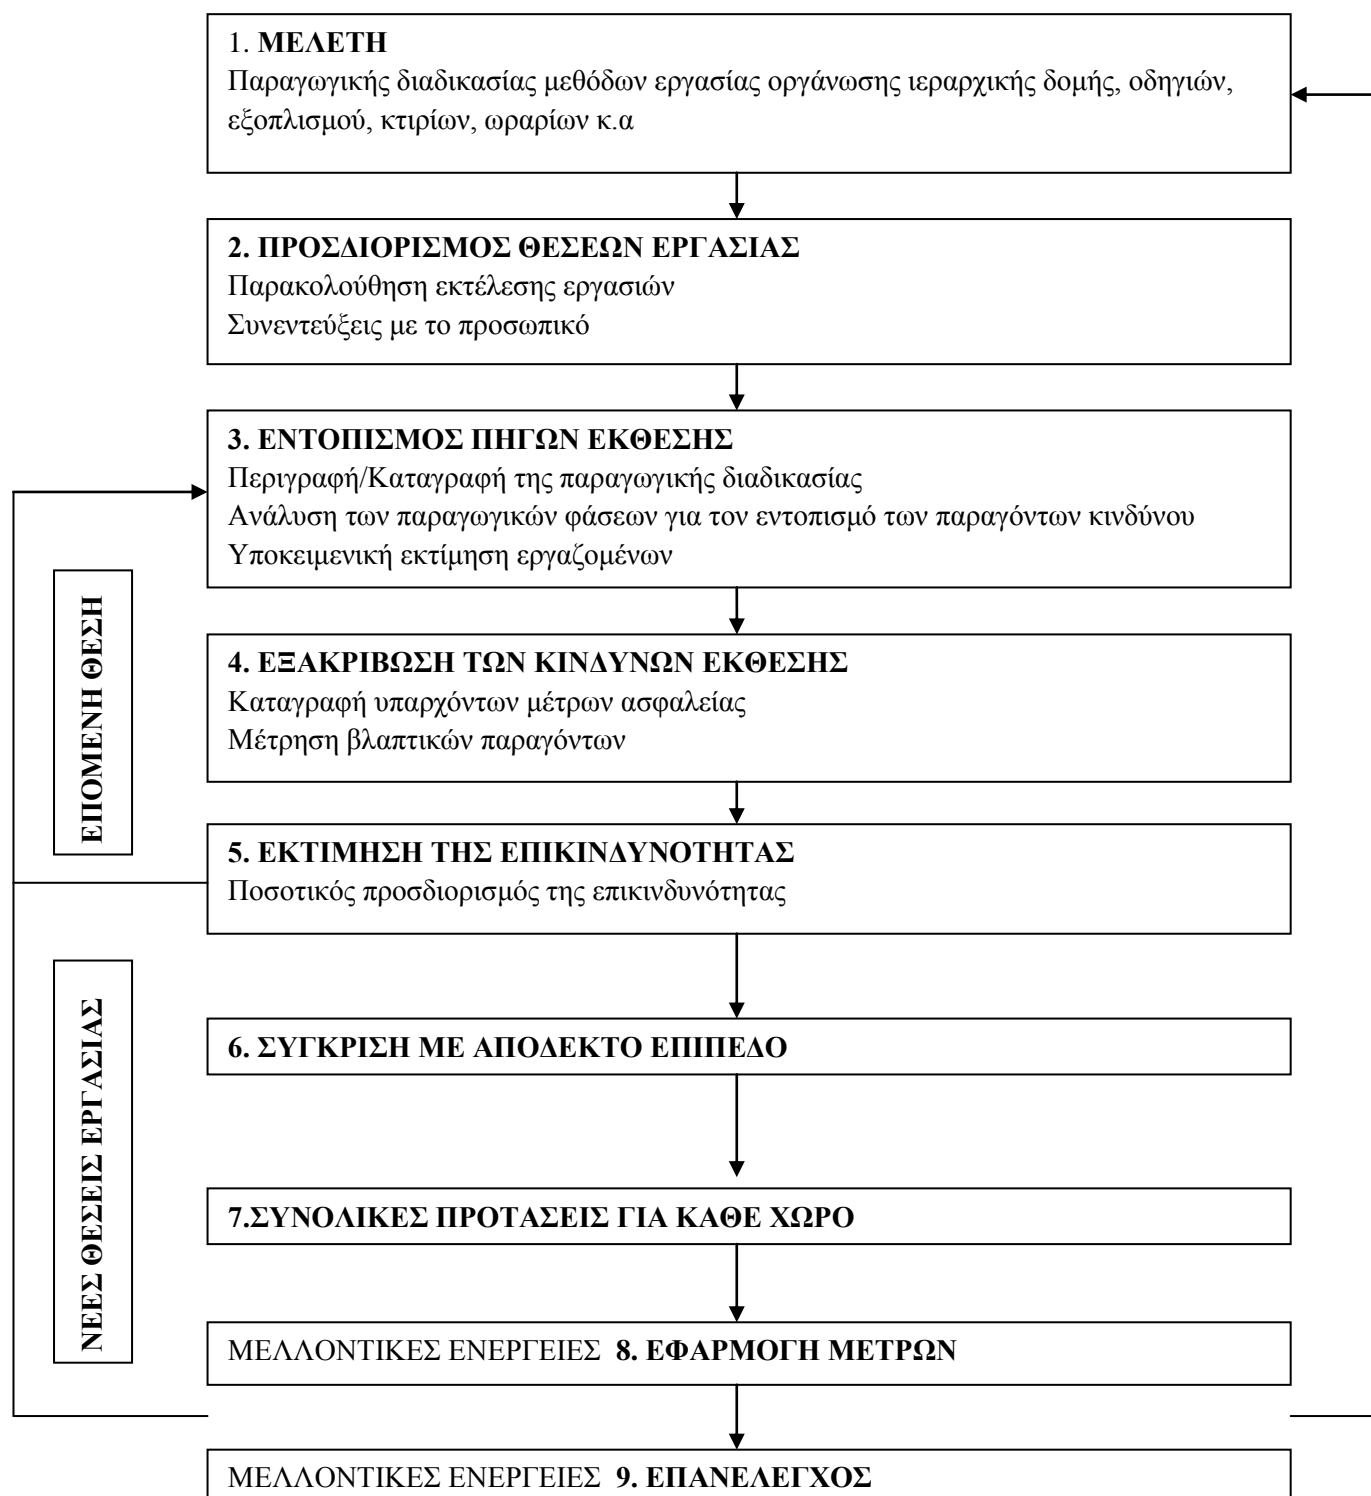 1. ΜΕΛΕΤΗ
Παραγωγικής διαδικασίας μεθόδων εργασίας οργάνωσης ιεραρχικής δομής, οδηγιών,
εξοπλισμού, κτιρίων, ωραρίων κ.α
2. ΠΡΟΣΔΙΟΡΙΣΜΟΣ ΘΕΣΕΩΝ ΕΡΓΑΣΙΑΣ
Παρακολούθηση εκτέλεσης εργασιών
Συνεντεύξεις με το προσωπικό
3. ΕΝΤΟΠΙΣΜΟΣ ΠΗΓΩΝ ΕΚΘΕΣΗΣ
Περιγραφή/Καταγραφή της παραγωγικής διαδικασίας
Ανάλυση των παραγωγικών φάσεων για τον εντοπισμό των παραγόντων κινδύνου
Υποκειμενική εκτίμηση εργαζομένων
ΕΠΟΜΕΝΗ ΘΕΣΗ
4. ΕΞΑΚΡΙΒΩΣΗ ΤΩΝ ΚΙΝΔΥΝΩΝ ΕΚΘΕΣΗΣ
Καταγραφή υπαρχόντων μέτρων ασφαλείας
Μέτρηση βλαπτικών παραγόντων
5. ΕΚΤΙΜΗΣΗ ΤΗΣ ΕΠΙΚΙΝΔΥΝΟΤΗΤΑΣ
Ποσοτικός προσδιορισμός της επικινδυνότητας
ΝΕΕΣ ΘΕΣΕΙΣ ΕΡΓΑΣΙΑΣ
6. ΣΥΓΚΡΙΣΗ ΜΕ ΑΠΟΔΕΚΤΟ ΕΠΙΠΕΔΟ
7.ΣΥΝΟΛΙΚΕΣ ΠΡΟΤΑΣΕΙΣ ΓΙΑ ΚΑΘΕ ΧΩΡΟ
ΜΕΛΛΟΝΤΙΚΕΣ ΕΝΕΡΓΕΙΕΣ 8. ΕΦΑΡΜΟΓΗ ΜΕΤΡΩΝ
ΜΕΛΛΟΝΤΙΚΕΣ ΕΝΕΡΓΕΙΕΣ 9. ΕΠΑΝΕΛΕΓΧΟΣ